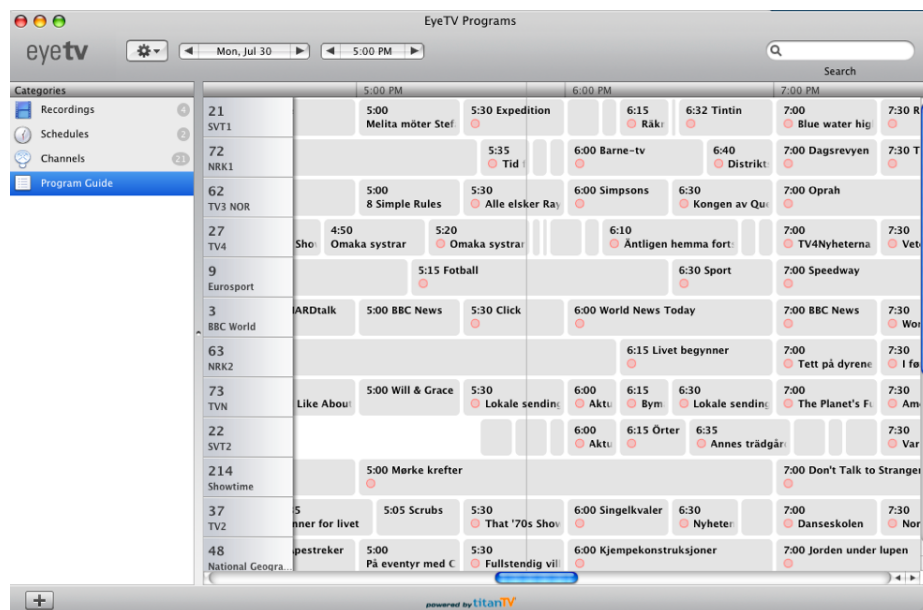 EyeTV Programs
eyetv
Mon, Jul 30
5:00 PM
Search
Categories
5:00 PM 6:00 PM 7:00 PM
Recordings 4
Schedules 2
Channels 21
Program Guide
21
SVT1
5:00
Melita möter Stef
5:30 Expedition
6:15
Räk
6:32 Tintin
7:00
Blue water hig
7:30 R
72
NRK1
5:35
Tid
6:00 Barne-tv
6:40
Distrikt
7:00 Dagsrevyen
7:30 T
62
TV3 NOR
5:00
8 Simple Rules
5:30
Alle elsker Ray
6:00 Simpsons
6:30
Kongen av Que
7:00 Oprah
27
TV4
Sho
4:50
Omaka systrar
5:20
Omaka systrar
6:10
Äntligen hemma forts
7:00
TV4Nyheterna
7:30
Vet
9
Eurosport
5:15 Fotball
6:30 Sport
7:00 Speedway
3
BBC World
ARDtalk
5:00 BBC News
5:30 Click
6:00 World News Today
7:00 BBC News
7:30
Wor
63
NRK2
6:15 Livet begynner
7:00
Tett på dyrene
7:30
I fø
73
TVN
Like About
5:00 Will & Grace
5:30
Lokale sending
6:00
Aktu
6:15
Bym
6:30
Lokale sending
7:00
The Planet's Fu
7:30
Am
22
SVT2
6:00
Aktu
6:15 Örter
6:35
Annes trädgår
7:30
Var
214
Showtime
5:00 Mørke krefter
7:00 Don't Talk to Stranger
37
TV2
5
nner for livet
5:05 Scrubs
5:30
That '70s Show
6:00 Singelkvaler
6:30
Nyheter
7:00
Danseskolen
7:30
Nor
48
National Geogra...
pestreker
5:00
På eventyr med C
5:30
Fullstendig vil
6:00 Kjempekonstruksjoner
7:00 Jorden under lupen
powered by titanTV